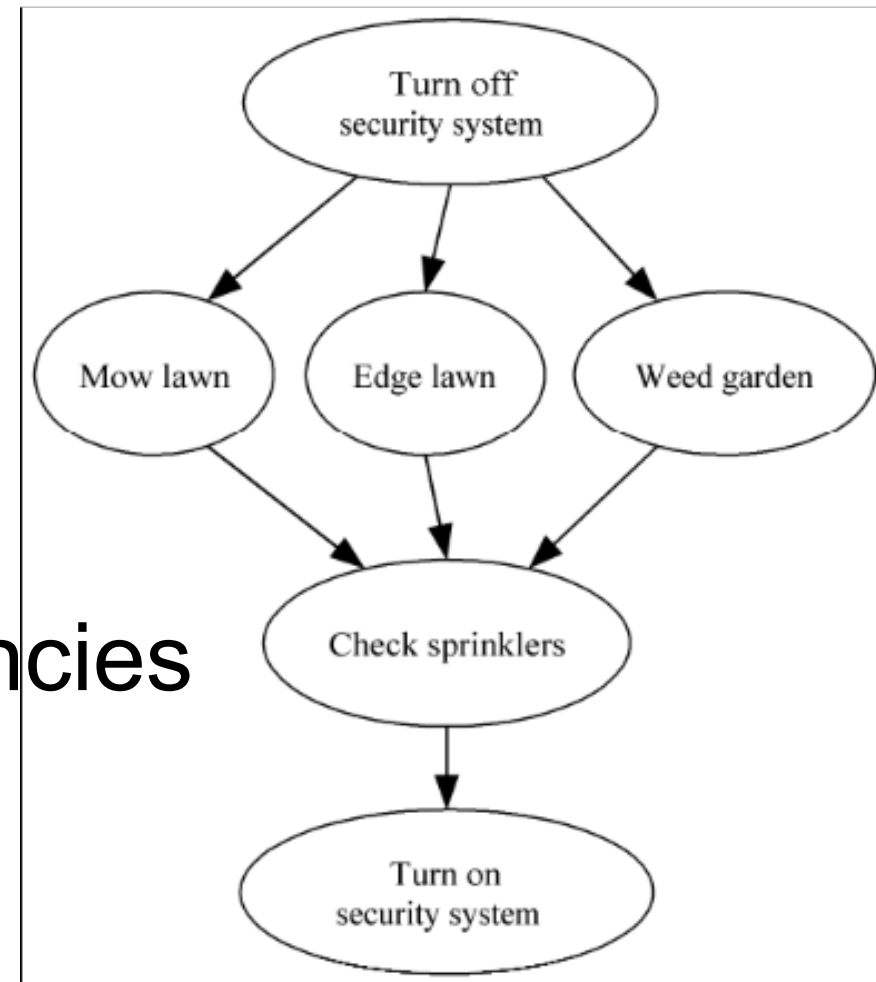 Turn off
security system
Mow lawn
Edge lawn
Weed garden
Check sprinklers
ncies
Turn on
security system